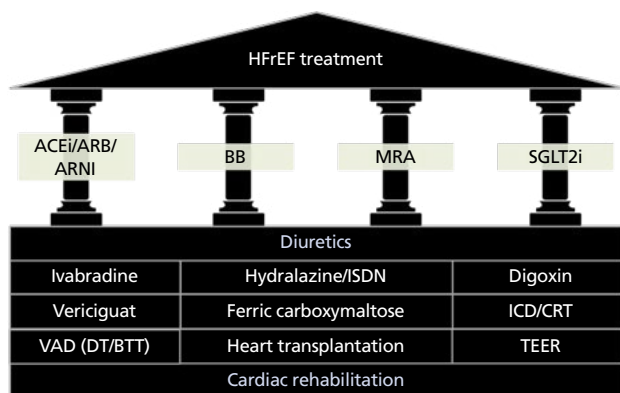 HFrEF treatment
ACEi/ARB/
ARNI
BB
MRA
SGLT2i
Diuretics
Ivabradine
Hydralazine/ISDN
Digoxin
Vericiguat
Ferric carboxymaltose
ICD/CRT
VAD (DT/BTT)
Heart transplantation
TEER
Cardiac rehabilitation